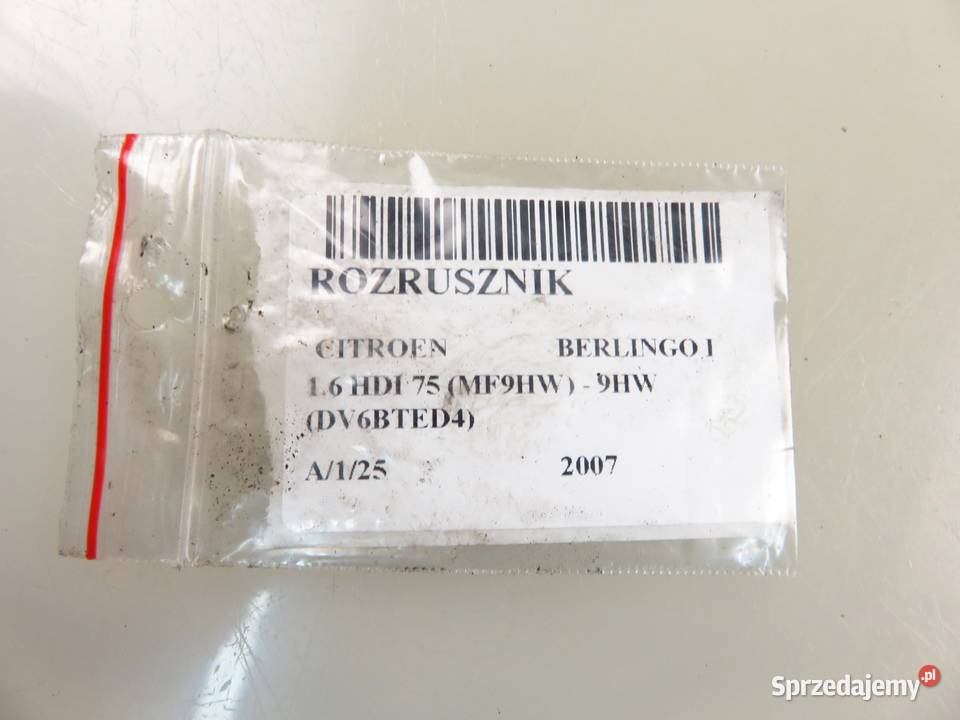 ROZRUSZNIK
CITROEN BERLINGO I
1.6 HDI 75 (MF9HW) - 9HW
(DV6BTED4)
A/1/25 2007
Sprzedajemy.pl